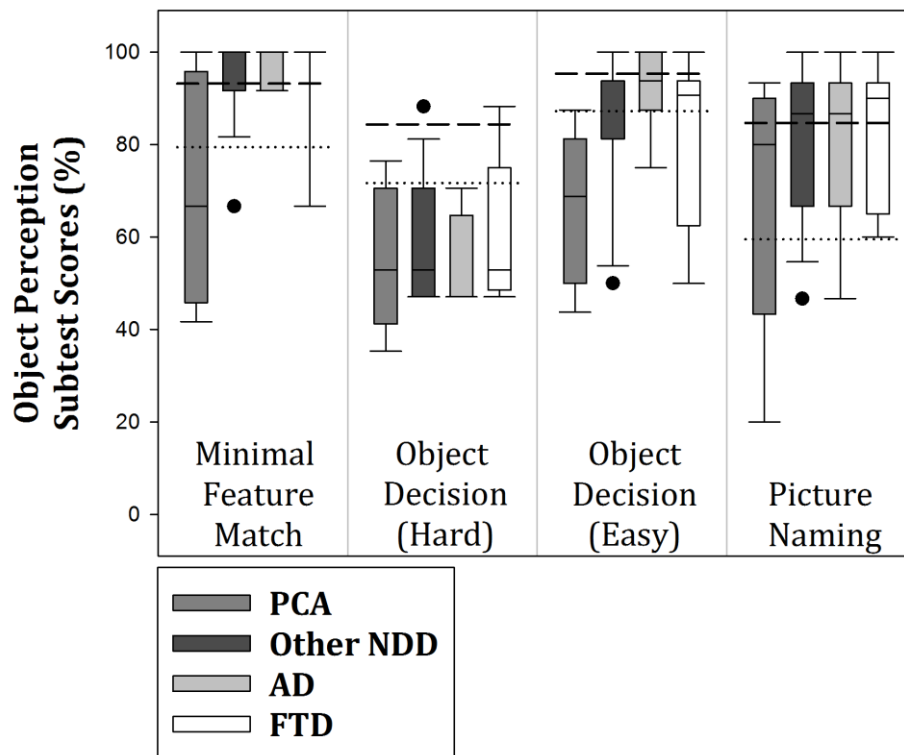 Object Perception
Subtest Scores (%)
100
80
60
40
20
0
Minimal
Feature
Match
Object
Decision
(Hard)
Object
Decision
(Easy)
Picture
Naming
PCA
Other NDD
AD
FTD